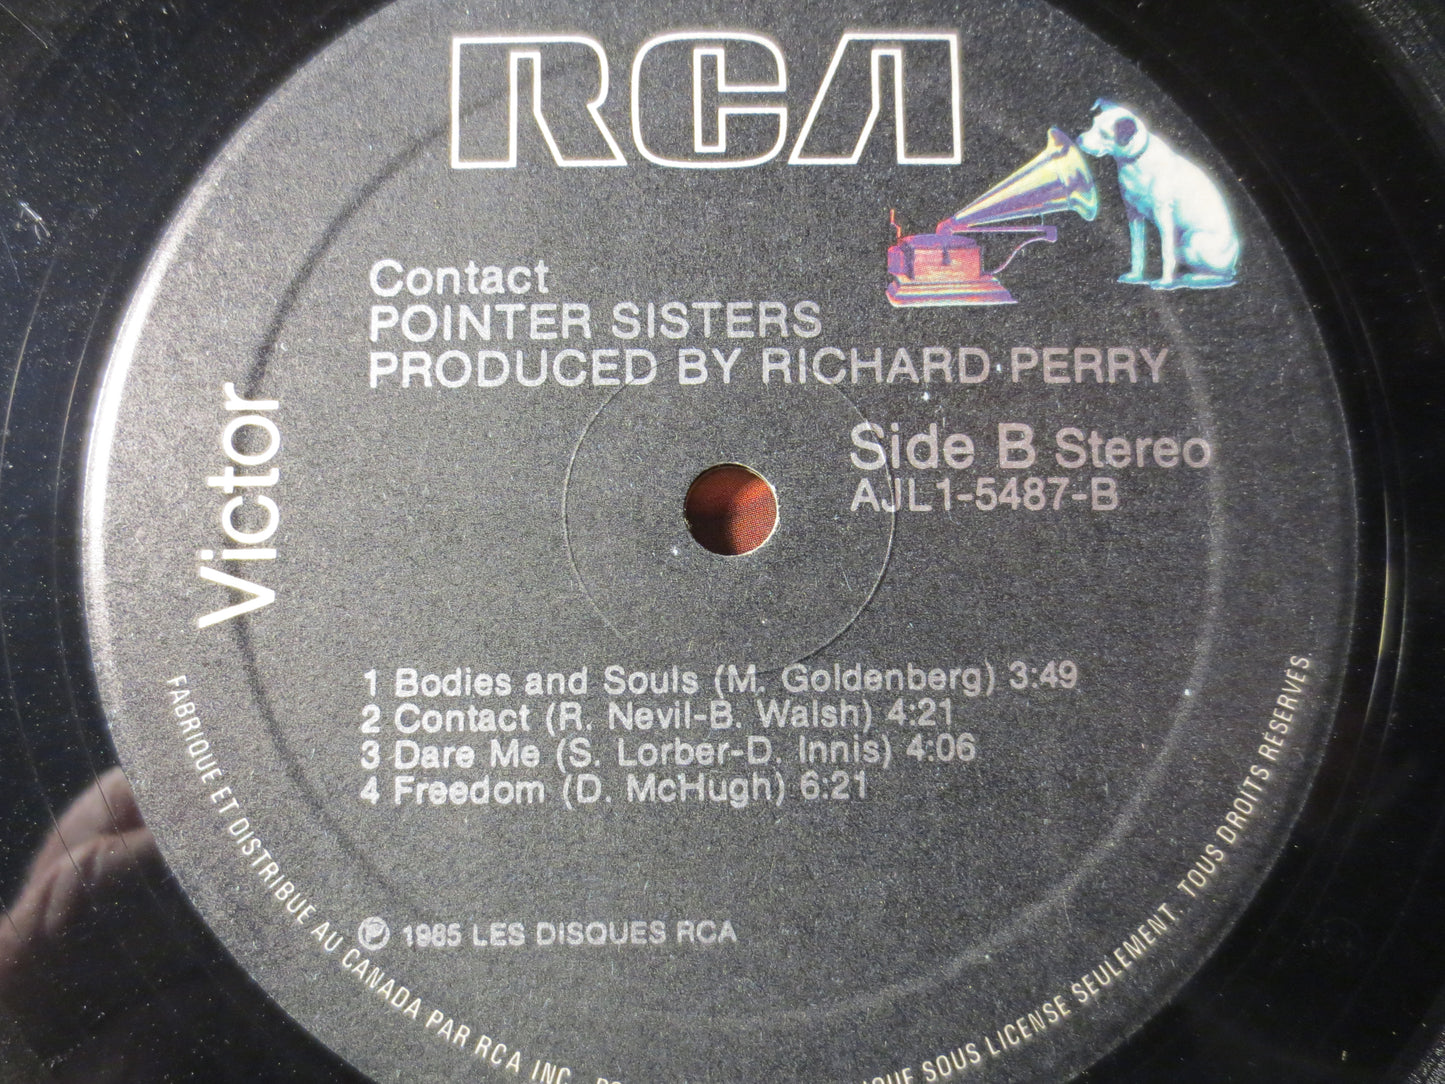 RCA
Contact
POINTER SISTERS
PRODUCED BY RICHARD PERRY
Side B Stereo
AJL1-5487-B
Victor
1 Bodies and Souls (M. Goldenberg) 3:49
2 Contact (R. Nevil-B. Walsh) 4:21
3 Dare Me (S. Lorber-D. Innis) 4:06
4 Freedom (D. McHugh) 6:21
℗ 1985 LES DISQUES RCA
FABRIQUE ET DISTRIBUE AU CANADA PAR RCA INC. SOUS LICENSE SEULEMENT. TOUS DROITS RESERVES.